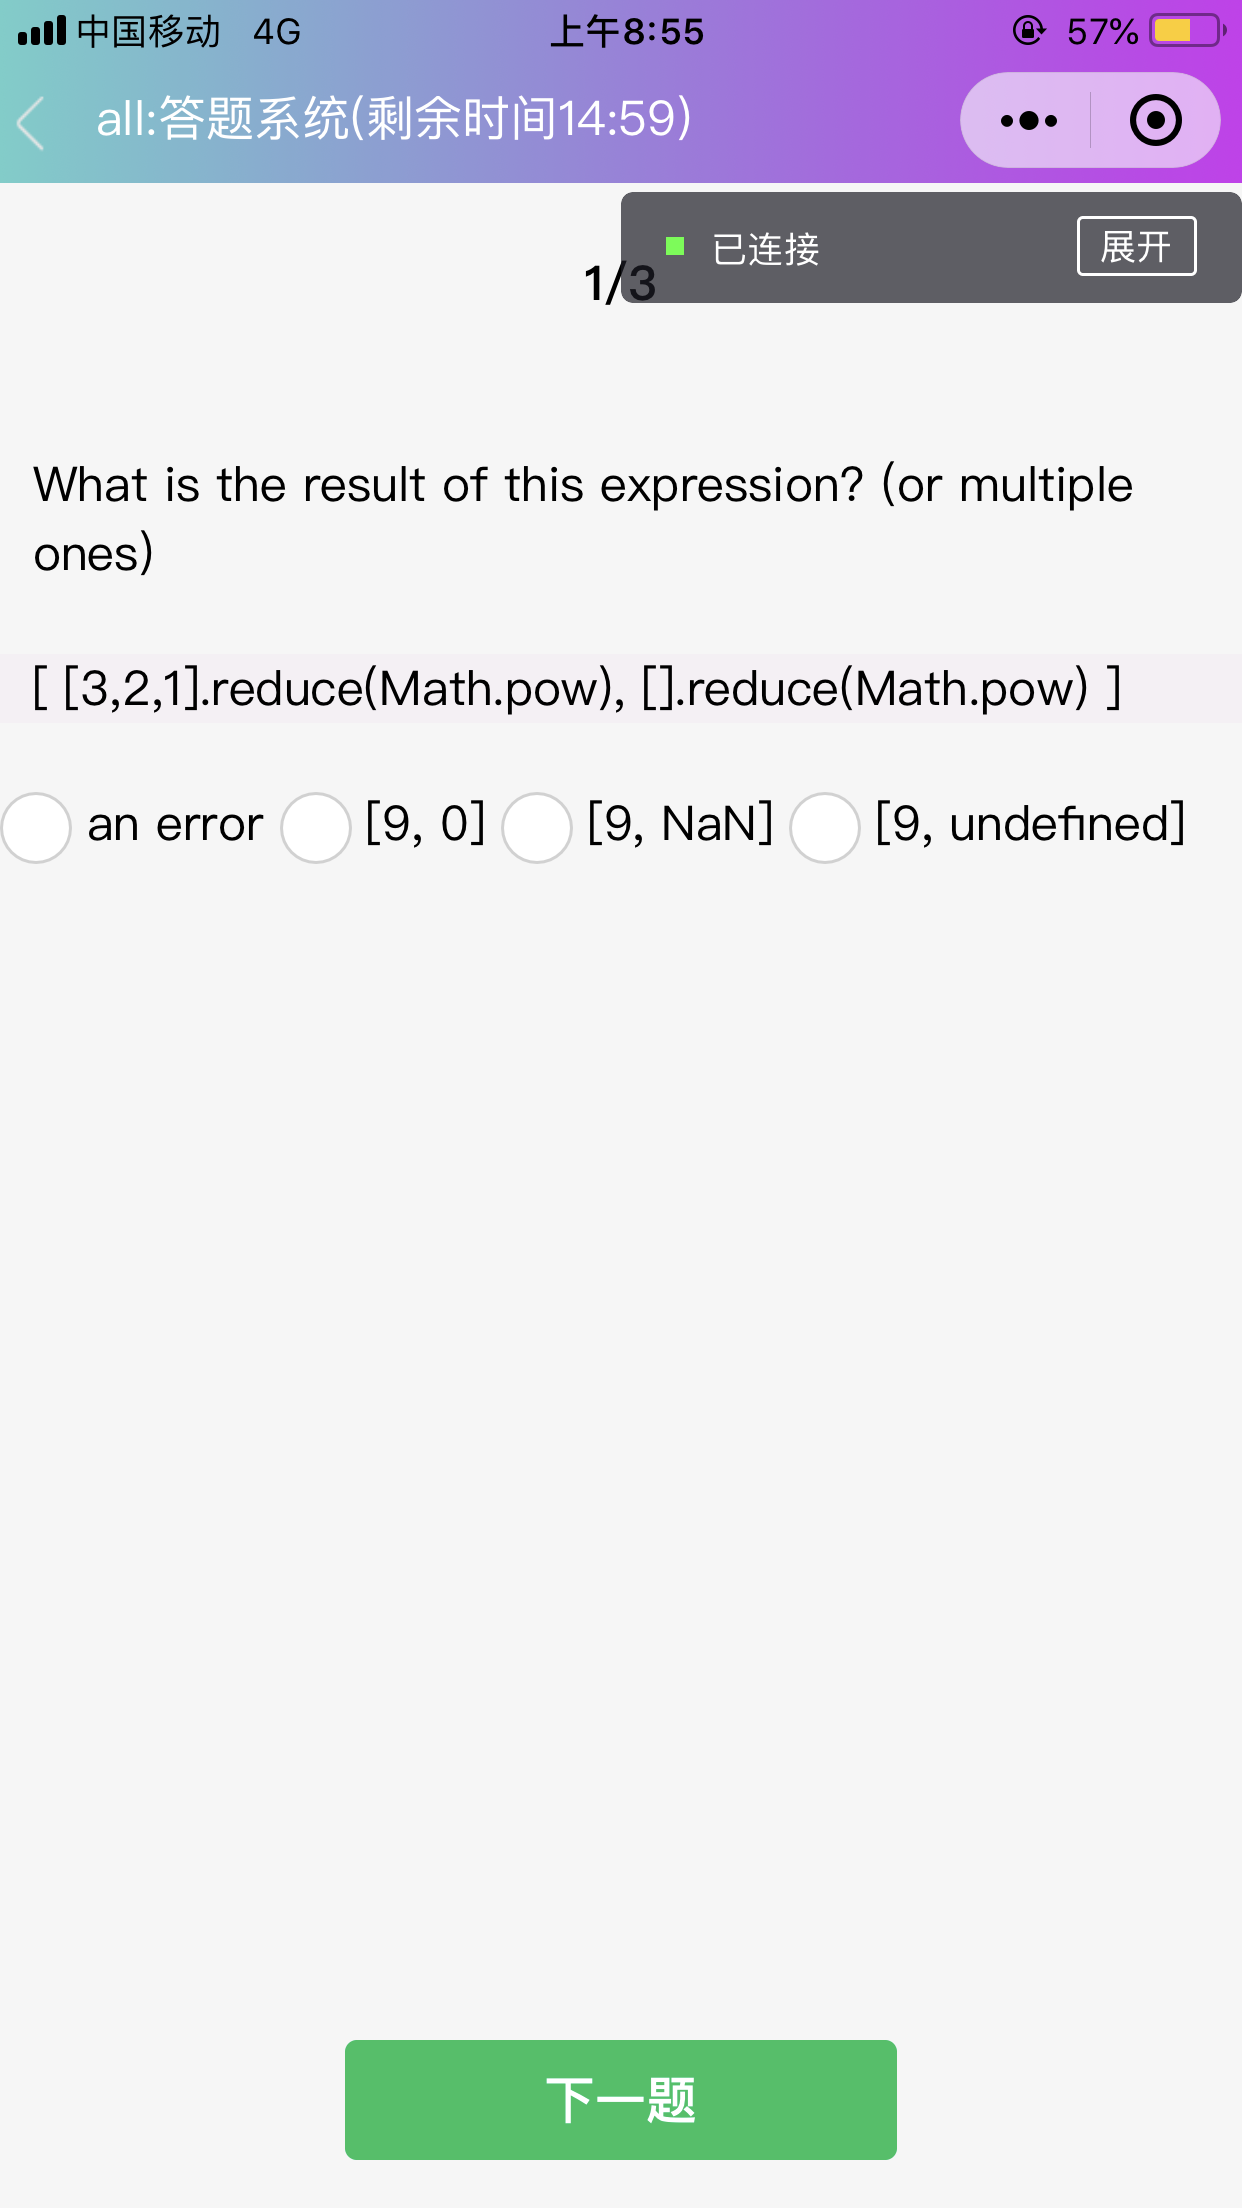 中国移动 4G 上午8:55 57%
all:答题系统(剩余时间14:59)
已连接 展开
1/3
What is the result of this expression? (or multiple
ones)
[ [3,2,1].reduce(Math.pow), [].reduce(Math.pow) ]
an error [9, 0] [9, NaN] [9, undefined]
下一题